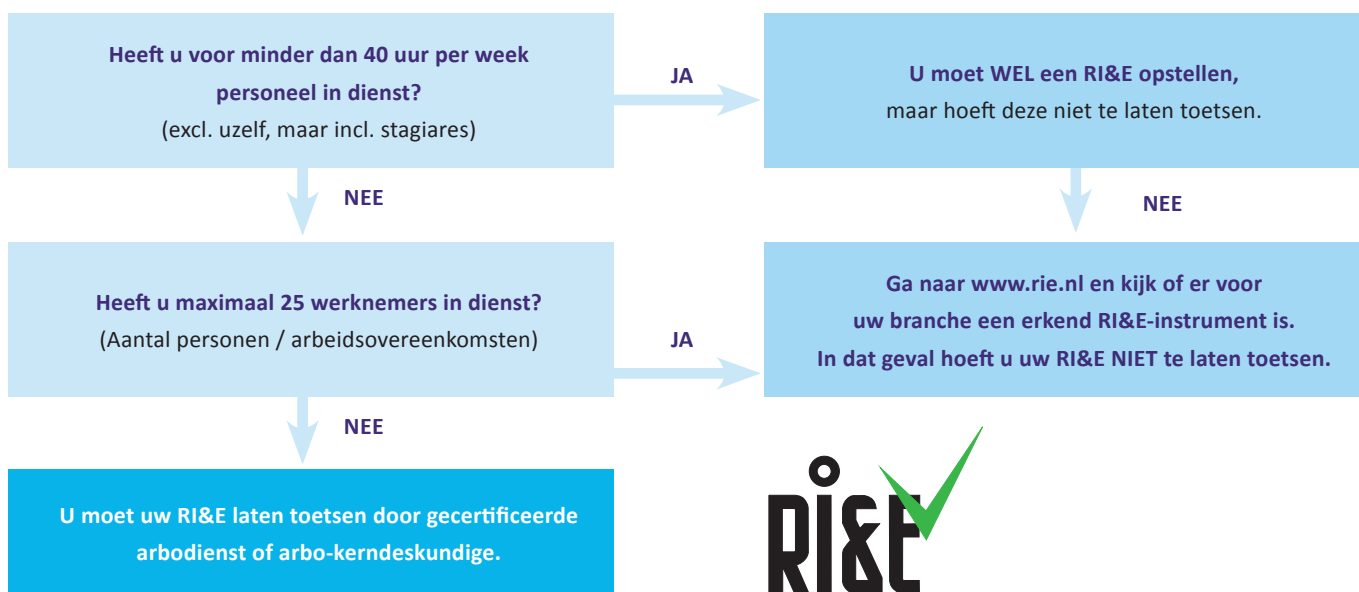 Heeft u voor minder dan 40 uur per week
personeel in dienst?
(excl. uzelf, maar incl. stagiares)
JA
U moet WEL een RI&E opstellen,
maar hoeft deze niet te laten toetsen.
NEE
NEE
Heeft u maximaal 25 werknemers in dienst?
(Aantal personen / arbeidsovereenkomsten)
JA
Ga naar www.rie.nl en kijk of er voor
uw branche een erkend RI&E-instrument is.
In dat geval hoeft u uw RI&E NIET te laten toetsen.
NEE
U moet uw RI&E laten toetsen door gecertificeerde
arbodienst of arbo-kerndeskundige.
RI&E